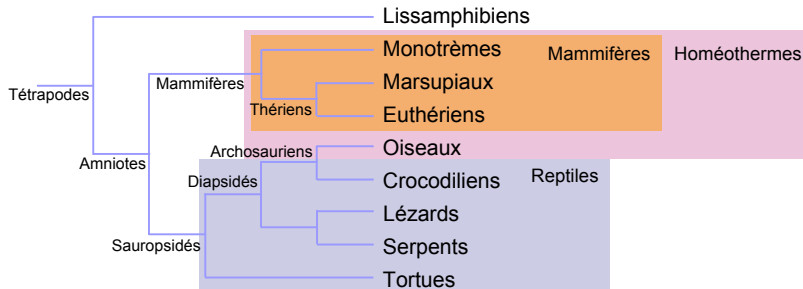 Lissamphibiens
Monotrèmes
Mammifères
Homéothermes
Mammifères
Marsupiaux
Tétrapodes
Thériens
Euthériens
Oiseaux
Archosauriens
Amniotes
Diapsidés
Crocodiliens
Reptiles
Lézards
Sauropsidés
Serpents
Tortues